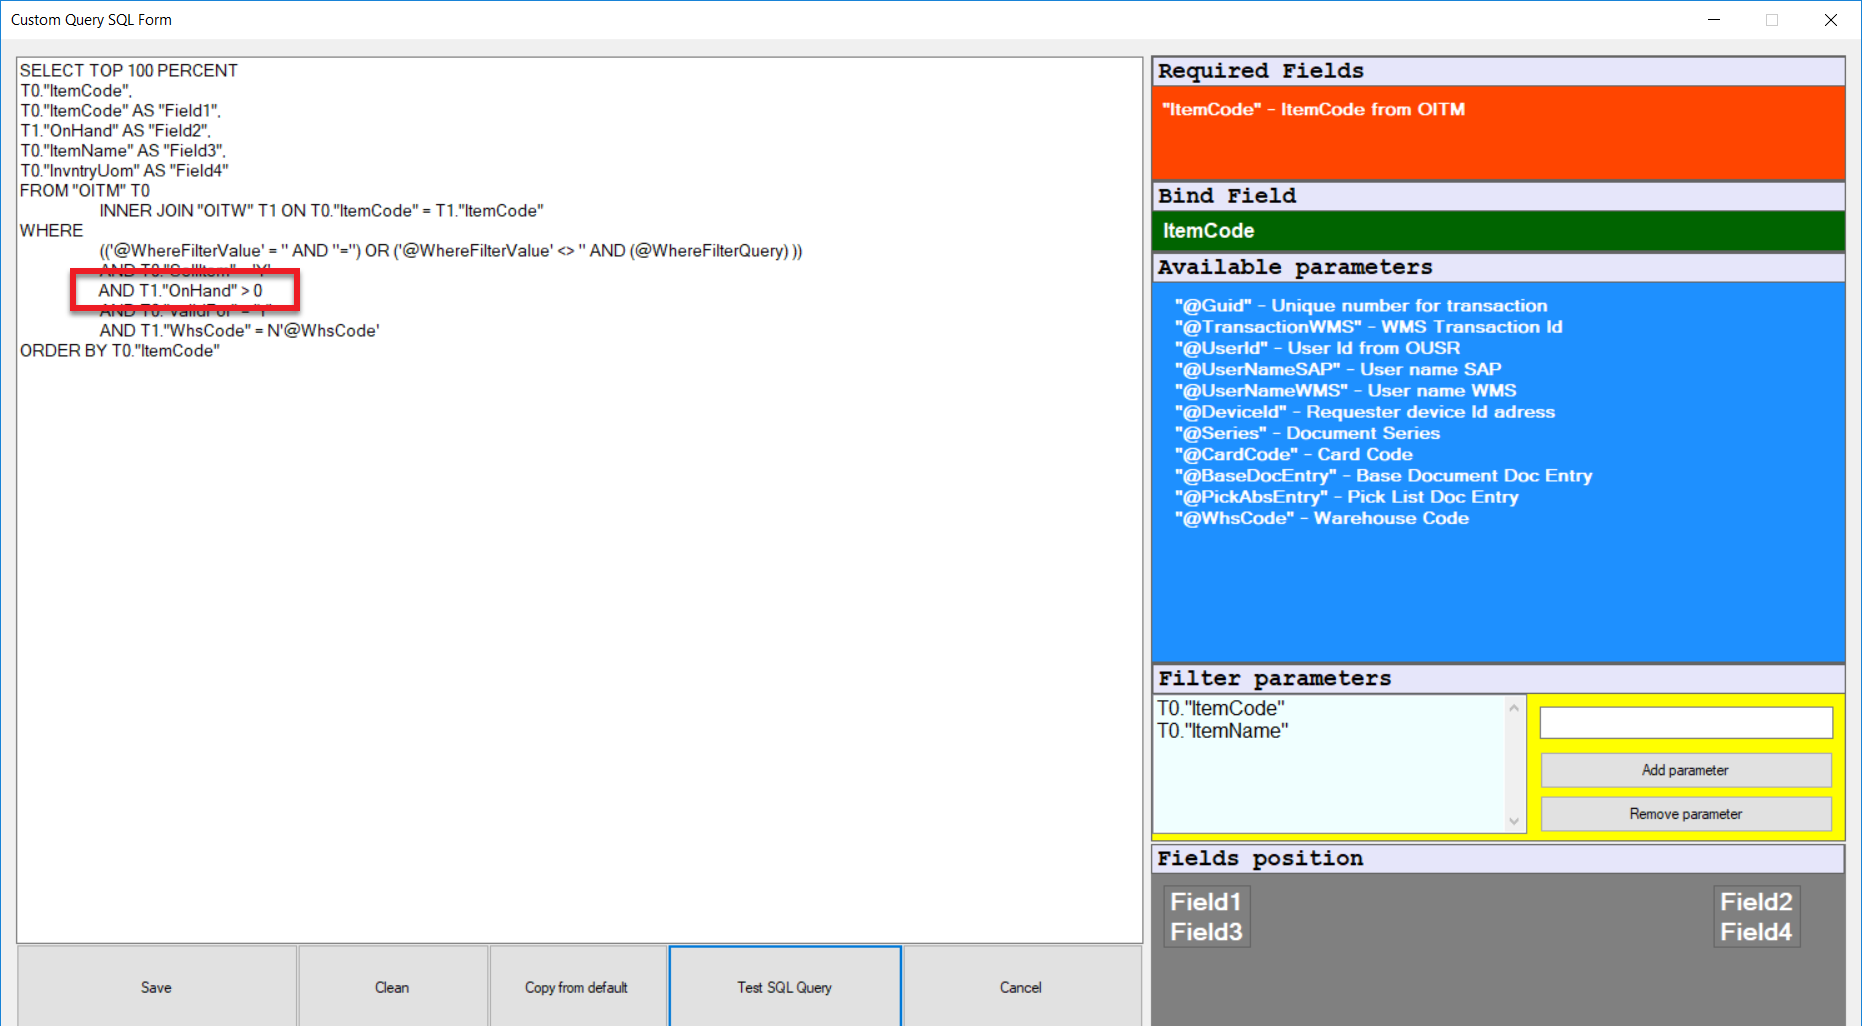 Custom Query SQL Form
SELECT TOP 100 PERCENT
T0."ItemCode",
T0."ItemCode" AS "Field1",
T1."OnHand" AS "Field2",
T0."ItemName" AS "Field3",
T0."InvntryUom" AS "Field4"
FROM "OITM" T0
INNER JOIN "OITW" T1 ON T0."ItemCode" = T1."ItemCode"
WHERE
(('@WhereFilterValue' = '' AND ''='') OR ('@WhereFilterValue' <> '' AND (@WhereFilterQuery) ))
AND T0."SellItem" = 'Y'
AND T1."OnHand" > 0
AND T0."validFor" = 'Y'
AND T1."WhsCode" = N'@WhsCode'
ORDER BY T0."ItemCode"
Save
Clean
Copy from default
Test SQL Query
Cancel
Required Fields
"ItemCode" - ItemCode from OITM
Bind Field
ItemCode
Available parameters
"@Guid" - Unique number for transaction
"@TransactionWMS" - WMS Transaction Id
"@UserId" - User Id from OUSR
"@UserNameSAP" - User name SAP
"@UserNameWMS" - User name WMS
"@DeviceId" - Requester device Id adress
"@Series" - Document Series
"@CardCode" - Card Code
"@BaseDocEntry" - Base Document Doc Entry
"@PickAbsEntry" - Pick List Doc Entry
"@WhsCode" - Warehouse Code
Filter parameters
T0."ItemCode"
T0."ItemName"
Add parameter
Remove parameter
Fields position
Field1
Field2
Field3
Field4